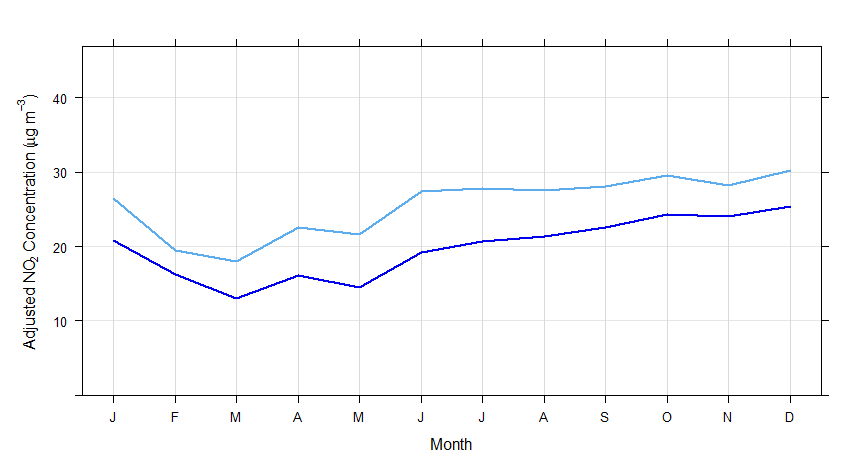 Adjusted NO₂ Concentration (µg m⁻³)
40
30
20
10
J F M A M J J A S O N D
Month